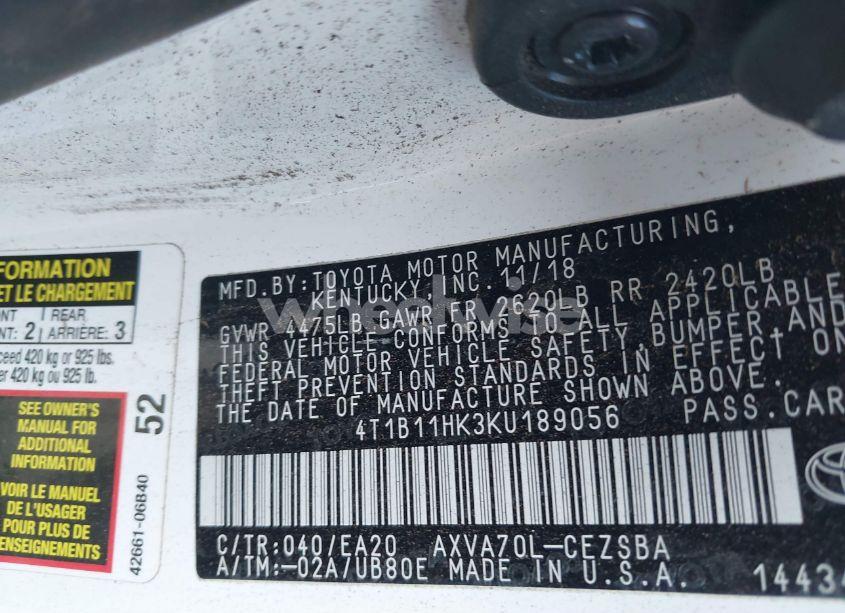 FORMATION
ET LE CHARGEMENT
REAR
2 ARRIÈRE: 3
420 kg or 925 lbs.
420 kg ou 925 lb.
SEE OWNER'S
MANUAL FOR
ADDITIONAL
INFORMATION
VOIR LE MANUEL
DE L'USAGER
POUR PLUS DE
RENSEIGNEMENTS
52
42661-06B40
MFD.BY:TOYOTA MOTOR MANUFACTURING,
KENTUCKY,INC.11/18
GVWR 4475LB GAWR FR 2620LB RR 2420LB
THIS VEHICLE CONFORMS TO ALL APPLICABLE
FEDERAL MOTOR VEHICLE SAFETY,BUMPER,AND
THEFT PREVENTION STANDARDS IN EFFECT ON
THE DATE OF MANUFACTURE SHOWN ABOVE.
4T1B11HK3KU189056 PASS.CAR
C/TR:040/EA20 AXVA70L-CEZSBA
A/TM:-02A/UB80E MADE IN U.S.A.
wheelwise